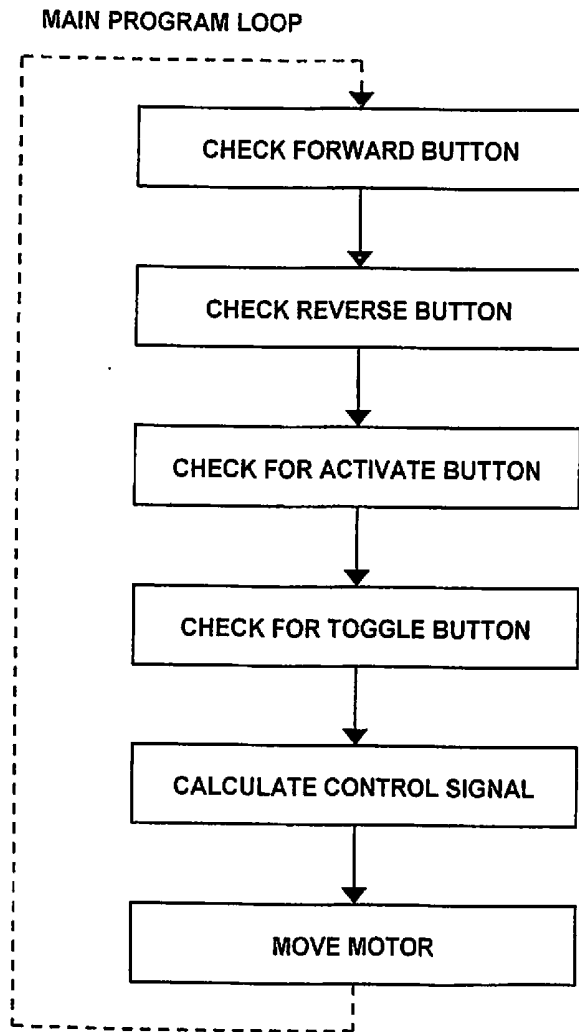 MAIN PROGRAM LOOP
CHECK FORWARD BUTTON
CHECK REVERSE BUTTON
CHECK FOR ACTIVATE BUTTON
CHECK FOR TOGGLE BUTTON
CALCULATE CONTROL SIGNAL
MOVE MOTOR